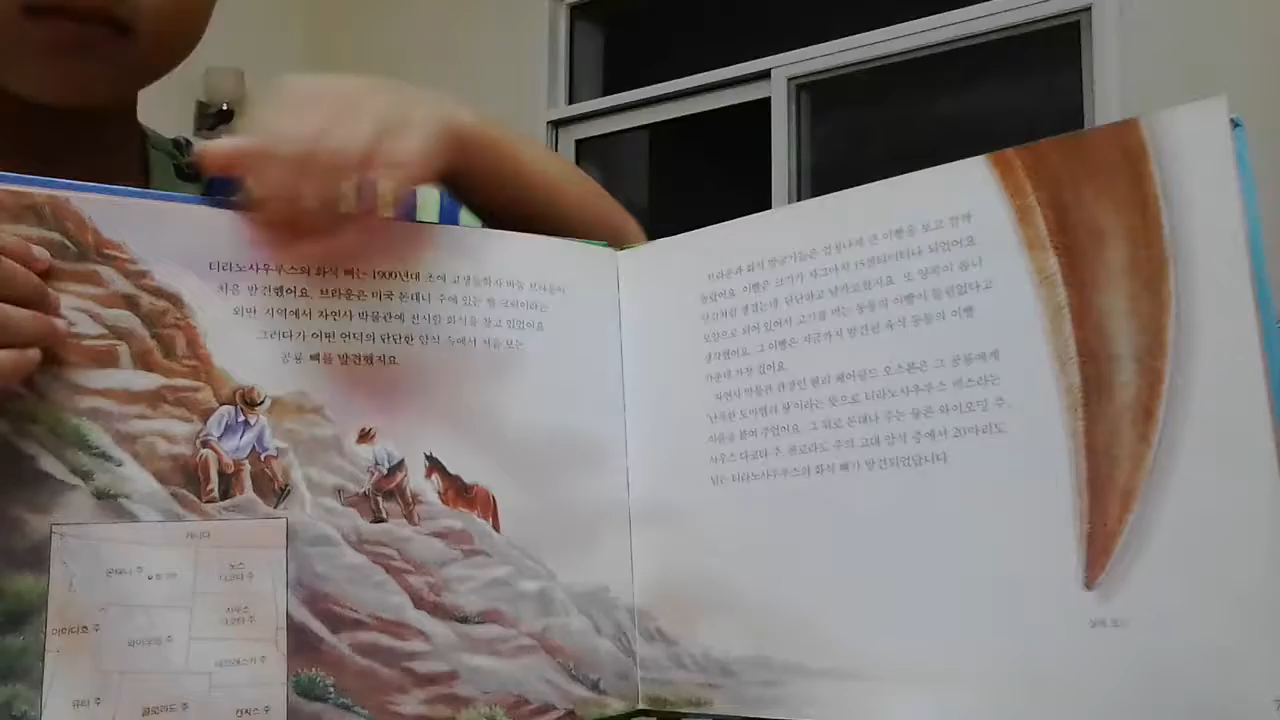 티라노사우루스의 화석 뼈는 1900년대 초에 고생물학자 바넘 브라운이
처음 발견했어요. 브라운은 미국 몬태나 주에 있는 헬 크릭이라는
외딴 지역에서 자연사 박물관에 전시할 화석을 찾고 있었어요.
그러다가 어떤 언덕의 단단한 암석 속에서 처음 보는
공룡 뼈를 발견했지요.
캐나다
몬태나 주
노스
다코타 주
사우스
다코타 주
아이다호 주
와이오밍 주
네브래스카 주
유타 주
콜로라도 주
캔자스 주
브라운과 화석 발굴가들은 엄청나게 큰 이빨을 보고 깜짝
놀랐어요. 이빨은 크기가 자그마치 15센티미터나 되었어요.
단검처럼 생겼는데 단단하고 날카로웠지요. 또 양쪽이 톱니
모양으로 되어 있어서 고기를 먹는 동물의 이빨이 틀림없다고
생각했어요. 그 이빨은 지금까지 발견된 육식 동물의 이빨
가운데 가장 컸어요.
자연사 박물관 관장인 헨리 페어필드 오스본은 그 공룡에게
'난폭한 도마뱀의 왕'이라는 뜻으로 티라노사우루스 렉스라는
이름을 붙여 주었어요. 그 뒤로 몬태나 주는 물론 와이오밍 주,
사우스 다코타 주, 콜로라도 주의 고대 암석 층에서 20마리도
넘는 티라노사우루스의 화석 뼈가 발견되었답니다.
실제 크기